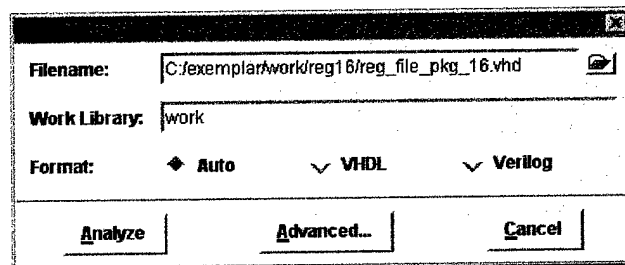 Filename: C:/exemplar/work/reg16/reg_file_pkg_16.vhd
Work Library: work
Format: Auto VHDL Verilog
Analyze Advanced... Cancel